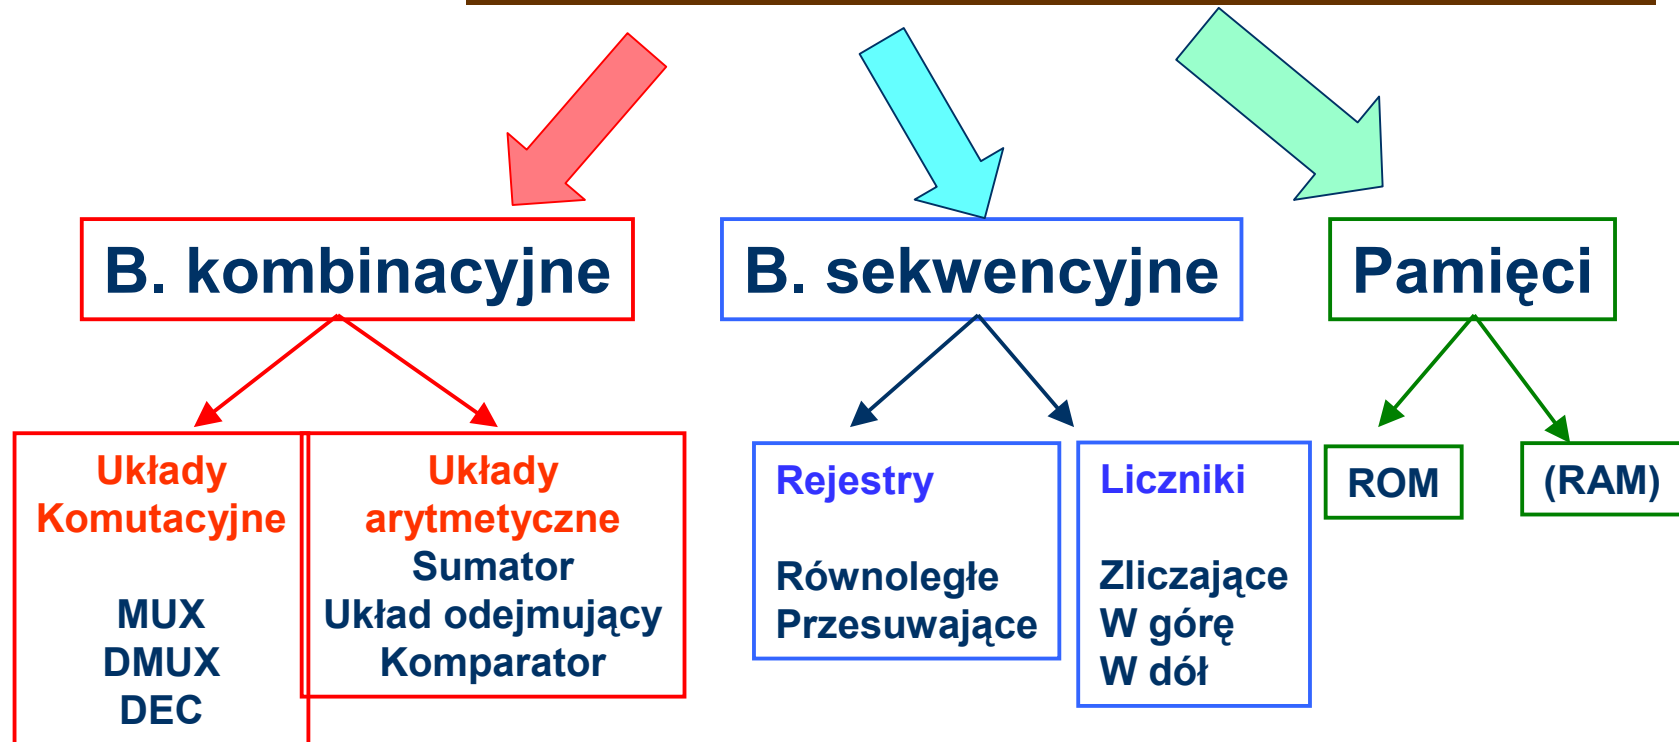 B. kombinacyjne
B. sekwencyjne
Pamięci
Układy
Komutacyjne
MUX
DMUX
DEC
Układy
arytmetyczne
Sumator
Układ odejmujący
Komparator
Rejestry
Równoległe
Przesuwające
Liczniki
Zliczające
W górę
W dół
ROM
(RAM)